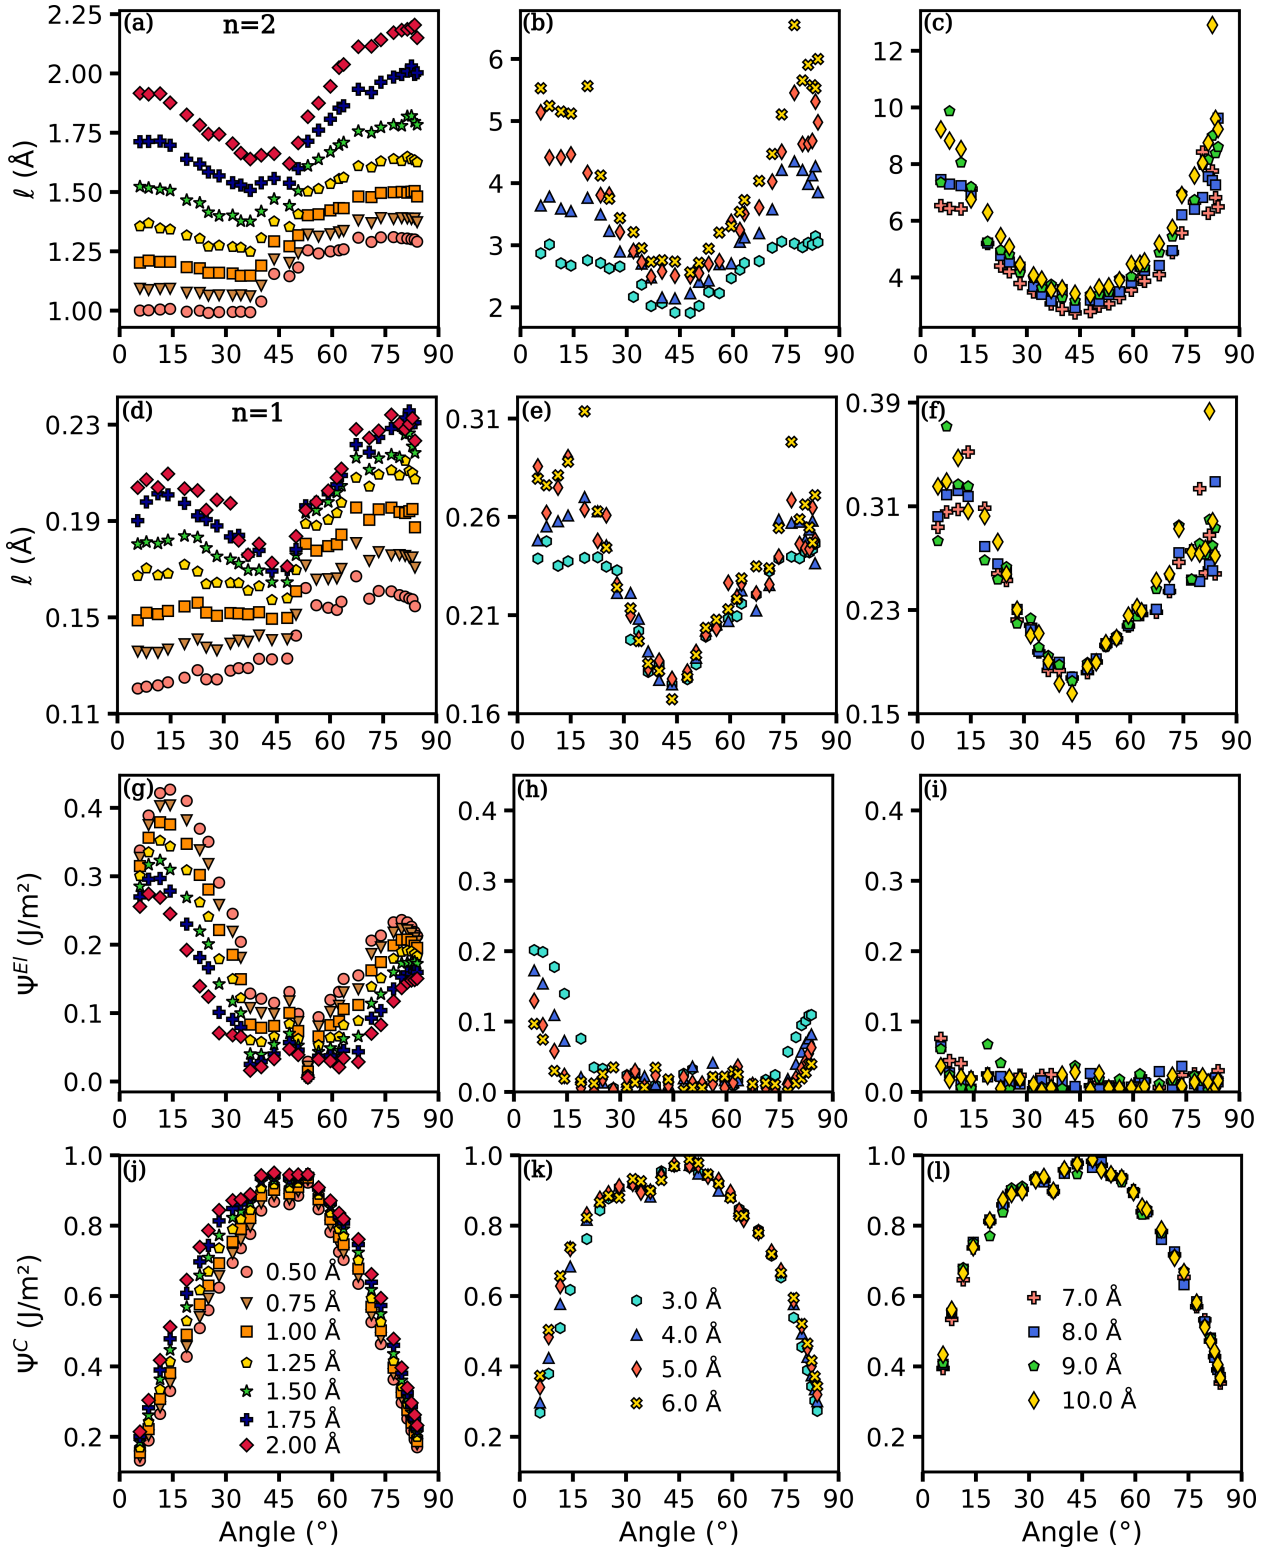 (a) n=2 (b) (c)
2.25 2.00 1.75 1.50 1.25 1.00
ℓ (Å)
6 5 4 3 2
12 10 8 6 4
0 15 30 45 60 75 90 0 15 30 45 60 75 90 0 15 30 45 60 75 90
(d) n=1 (e) (f)
0.23 0.19 0.15 0.11
ℓ (Å)
0.31 0.26 0.21 0.16
0.39 0.31 0.23 0.15
0 15 30 45 60 75 90 0 15 30 45 60 75 90 0 15 30 45 60 75 90
(g) (h) (i)
0.4 0.3 0.2 0.1 0.0
Ψ^El (J/m²)
0.4 0.3 0.2 0.1 0.0
0.4 0.3 0.2 0.1 0.0
0 15 30 45 60 75 90 0 15 30 45 60 75 90 0 15 30 45 60 75 90
(j) (k) (l)
1.0 0.8 0.6 0.4 0.2
Ψ^C (J/m²)
0.50 Å
0.75 Å
1.00 Å
1.25 Å
1.50 Å
1.75 Å
2.00 Å
1.0 0.8 0.6 0.4 0.2
3.0 Å
4.0 Å
5.0 Å
6.0 Å
1.0 0.8 0.6 0.4 0.2
7.0 Å
8.0 Å
9.0 Å
10.0 Å
0 15 30 45 60 75 90 0 15 30 45 60 75 90 0 15 30 45 60 75 90
Angle (°) Angle (°) Angle (°)